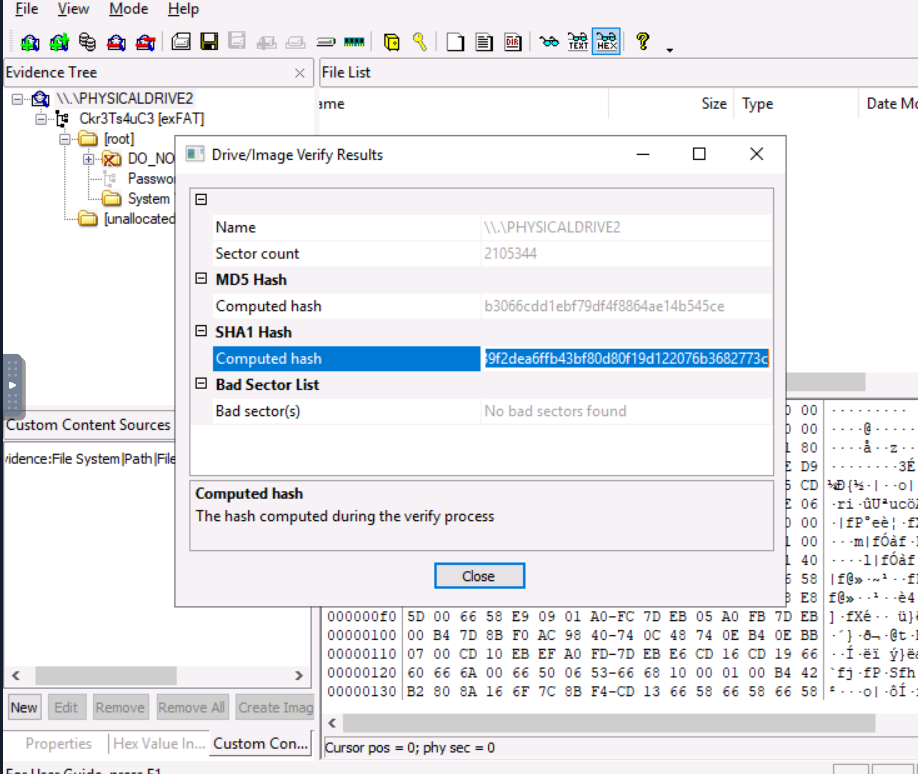 File View Mode Help
Evidence Tree
File List
\\.\PHYSICALDRIVE2
Ckr3Ts4uC3 [exFAT]
[root]
DO_NO
Passwo
System
[unallocated
ame Size Type Date Mo
Drive/Image Verify Results
Name \\.\PHYSICALDRIVE2
Sector count 2105344
MD5 Hash
Computed hash b3066cdd1ebf79df4f8864ae14b545ce
SHA1 Hash
Computed hash 9f2dea6ffb43bf80d80f19d122076b3682773c
Bad Sector List
Bad sector(s) No bad sectors found
Computed hash
The hash computed during the verify process
Close
Custom Content Sources
vidence:File System|Path|File
New Edit Remove Remove All Create Imag
Properties Hex Value In... Custom Con...
000000f0 5D 00 66 58 E9 09 01 A0-FC 7D EB 05 A0 FB 7D EB
00000100 00 B4 7D 8B F0 AC 98 40-74 0C 48 74 0E B4 0E BB
00000110 07 00 CD 10 EB EF A0 FD-7D EB E6 CD 16 CD 19 66
00000120 60 66 6A 00 66 50 06 53-66 68 10 00 01 00 B4 42
00000130 B2 80 8A 16 6F 7C 8B F4-CD 13 66 58 66 58 66 58
Cursor pos = 0; phy sec = 0
For User Guide, press F1